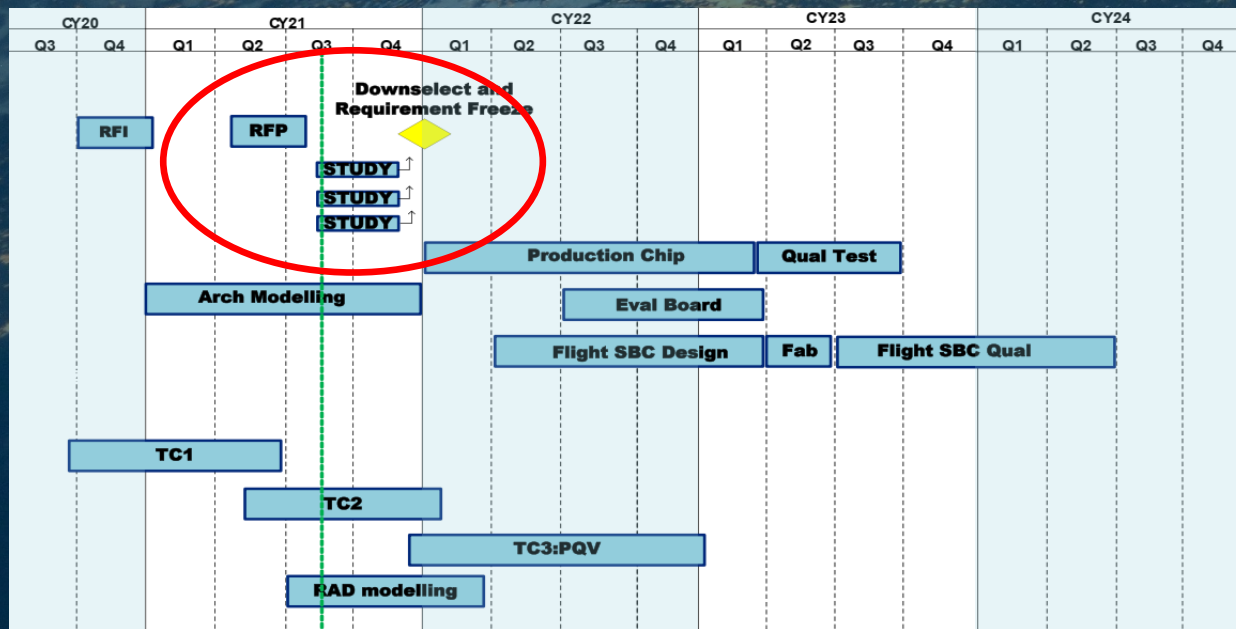 CY20 CY21 CY22 CY23 CY24
Q3 Q4 Q1 Q2 Q3 Q4 Q1 Q2 Q3 Q4 Q1 Q2 Q3 Q4 Q1 Q2 Q3 Q4
Downselect and
Requirement Freeze
RFI RFP
STUDY
STUDY
STUDY
Production Chip Qual Test
Arch Modelling Eval Board
Flight SBC Design Fab Flight SBC Qual
TC1
TC2
TC3:PQV
RAD modelling